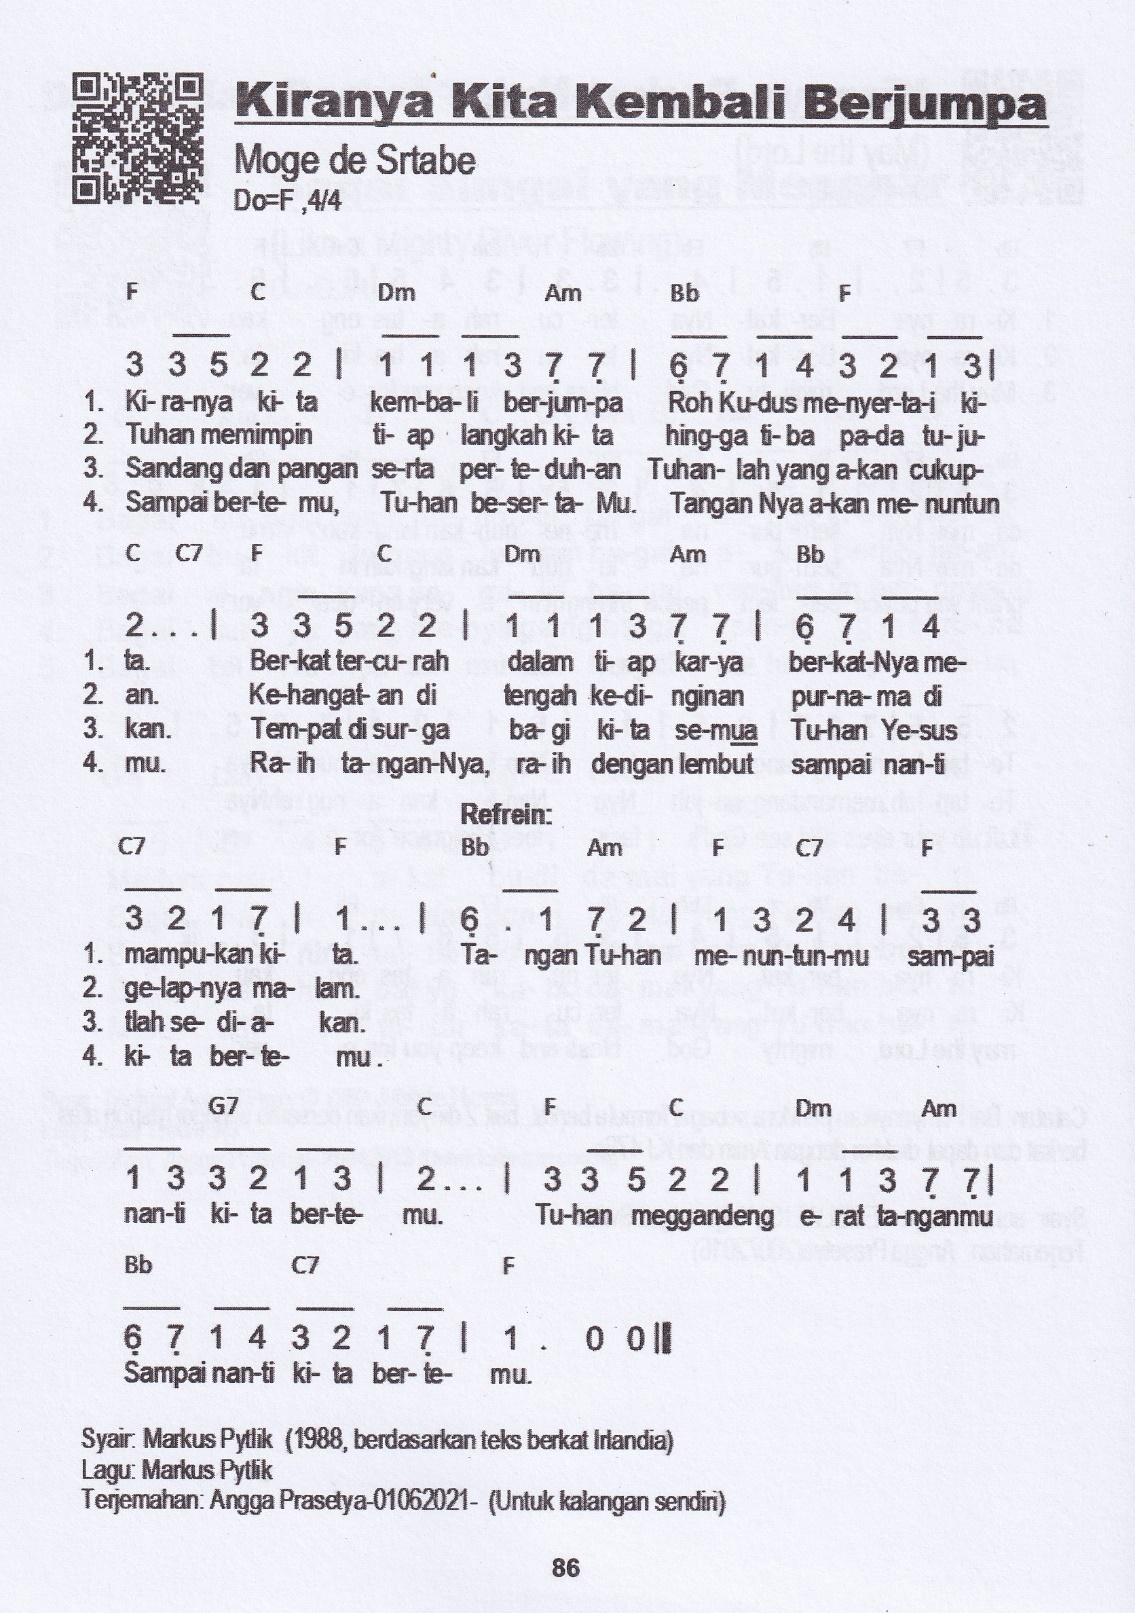 Kiranya Kita Kembali Berjumpa
Moge de Srtabe
Do=F ,4/4
F C Dm Am Bb F
3 3 5 2 2 | 1 1 1 3 7̣ 7 | 6̣ 7̣ 1 4 3 2 1 3|
1. Ki- ra-nya ki- ta kem-ba- li ber-jum-pa Roh Ku-dus me-nyer-ta-i ki-
2. Tuhan memimpin ti- ap langkah ki- ta hing-ga ti- ba pa-da tu- ju-
3. Sandang dan pangan se-rta per- te- duh-an Tuhan- lah yang a-kan cukup-
4. Sampai ber-te- mu, Tu-han be-ser- ta- Mu. Tangan Nya a-kan me- nuntun
C C7 F C Dm Am Bb
2 . . . | 3 3 5 2 2 | 1 1 1 3 7̣ 7̣ | 6̣ 7̣ 1 4
1. ta. Ber-kat ter-cu- rah dalam ti- ap kar-ya ber-kat-Nya me-
2. an. Ke-hangat- an di tengah ke-di- nginan pur-na- ma di
3. kan. Tem-pat di sur- ga ba- gi ki- ta se-mua Tu-han Ye-sus
4. mu. Ra- ih ta- ngan-Nya, ra- ih dengan lembut sampai nan- ti
Refrein:
C7 F Bb Am F C7 F
3 2 1 7̣ | 1 . . | 6̣ . 1 7̣ 2 | 1 3 2 4 | 3 3
1. mampu-kan ki- ta. Ta- ngan Tu-han me- nun-tun-mu sam-pai
2. ge-lap-nya ma- lam.
3. tlah se- di- a- kan.
4. ki- ta ber- te- mu .
G7 C F C Dm Am
1 3 3 2 1 3 | 2 . . . | 3 3 5 2 2 | 1 1 3 7̣ 7̣|
nan-ti ki- ta ber-te- mu. Tu-han meggandeng e- rat ta-nganmu
Bb C7 F
6̣ 7̣ 1 4 3 2 1 7̣ | 1 . 0 0||
Sampai nan-ti ki- ta ber- te- mu.
Syair: Markus Pytlik (1988, berdasarkan teks berkat Irlandia)
Lagu: Markus Pytlik
Terjemahan: Angga Prasetya-01062021- (Untuk kalangan sendiri)
86